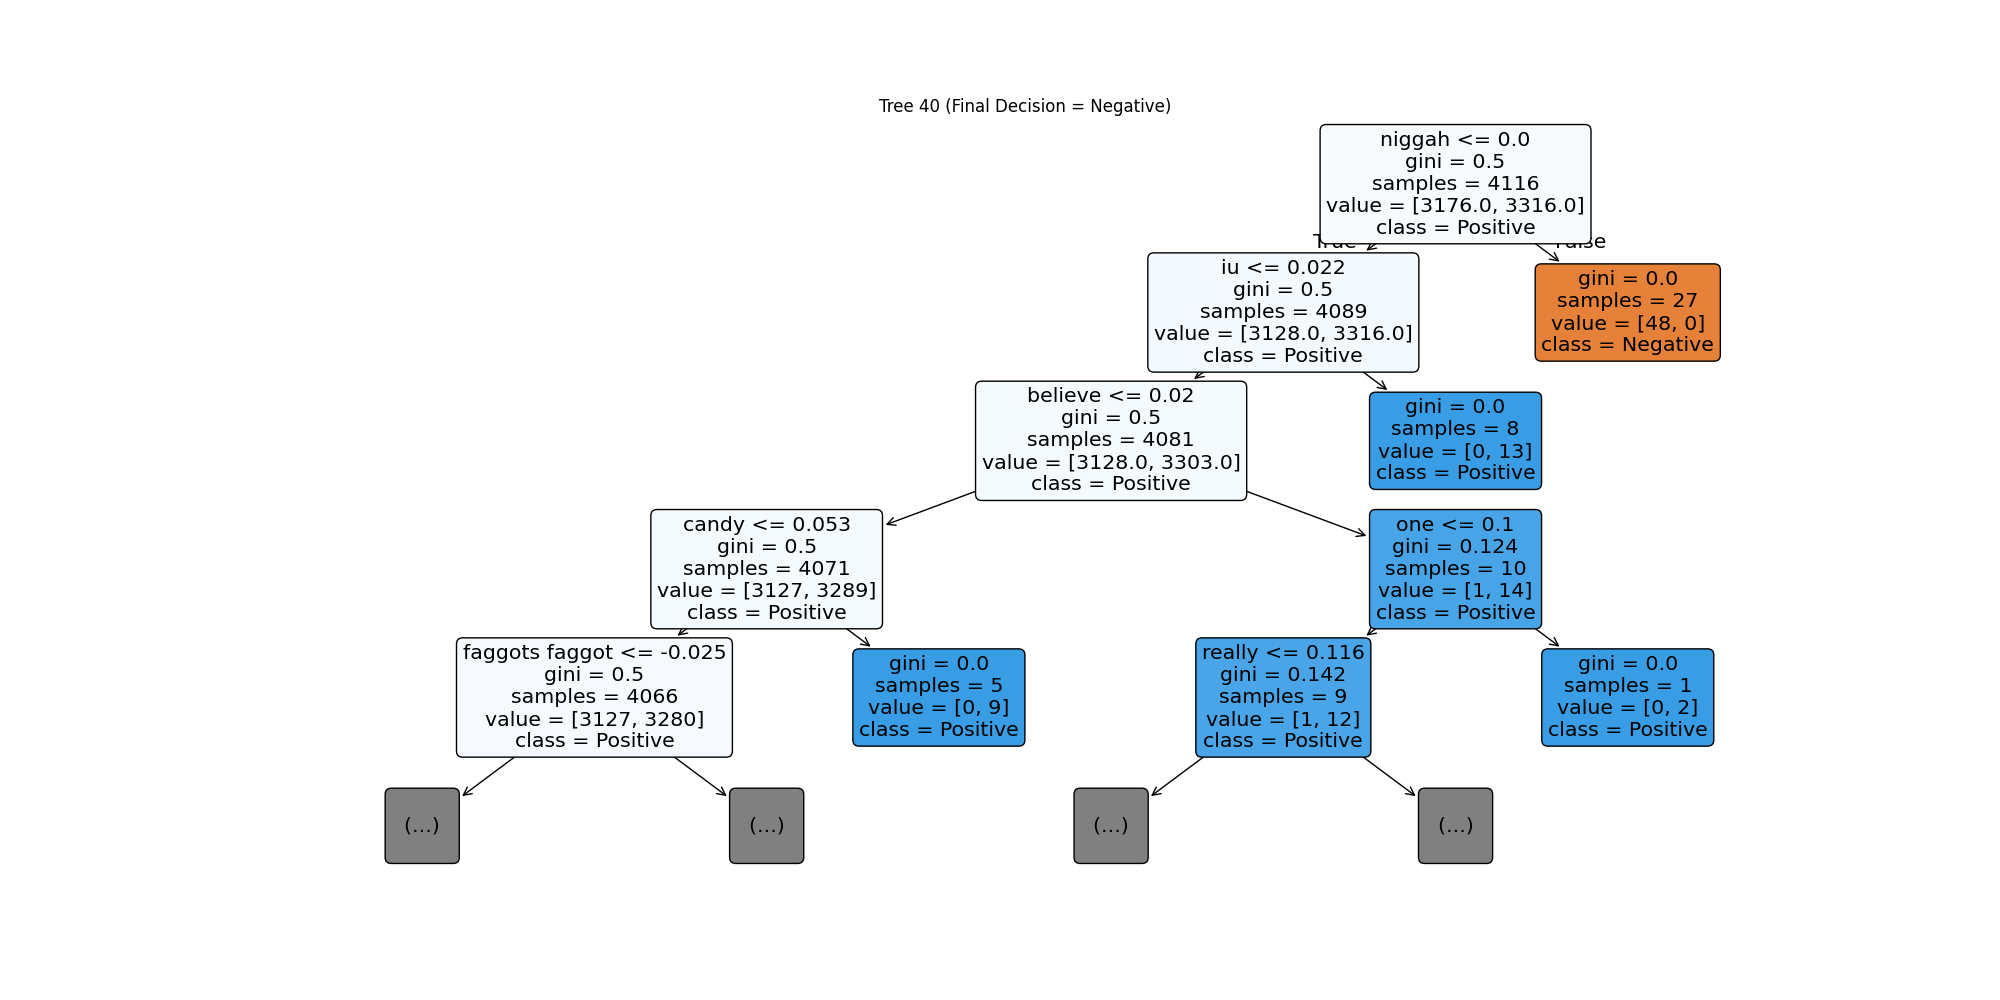 Tree 40 (Final Decision = Negative)
niggah <= 0.0
gini = 0.5
samples = 4116
value = [3176.0, 3316.0]
class = Positive
True
False
iu <= 0.022
gini = 0.5
samples = 4089
value = [3128.0, 3316.0]
class = Positive
gini = 0.0
samples = 27
value = [48, 0]
class = Negative
believe <= 0.02
gini = 0.5
samples = 4081
value = [3128.0, 3303.0]
class = Positive
gini = 0.0
samples = 8
value = [0, 13]
class = Positive
candy <= 0.053
gini = 0.5
samples = 4071
value = [3127, 3289]
class = Positive
one <= 0.1
gini = 0.124
samples = 10
value = [1, 14]
class = Positive
faggots faggot <= -0.025
gini = 0.5
samples = 4066
value = [3127, 3280]
class = Positive
gini = 0.0
samples = 5
value = [0, 9]
class = Positive
really <= 0.116
gini = 0.142
samples = 9
value = [1, 12]
class = Positive
gini = 0.0
samples = 1
value = [0, 2]
class = Positive
(...)
(...)
(...)
(...)